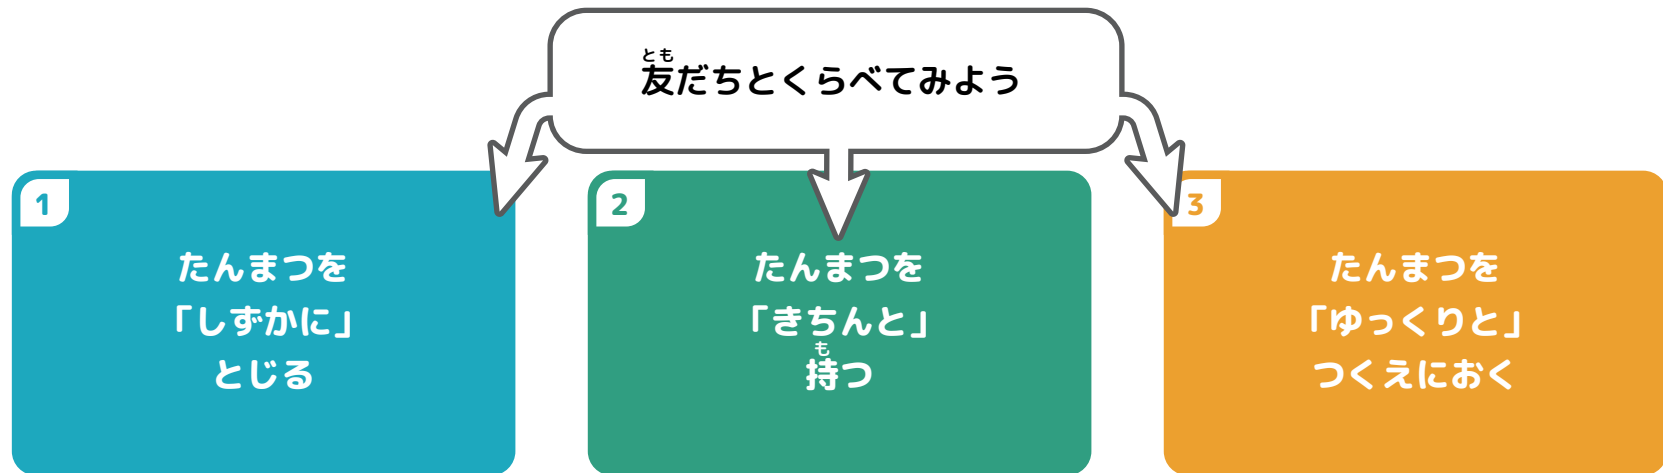 とも
友だちとくらべてみよう
1
たんまつを
「しずかに」
とじる
2
たんまつを
「きちんと」
も
持つ
3
たんまつを
「ゆっくりと」
つくえにおく